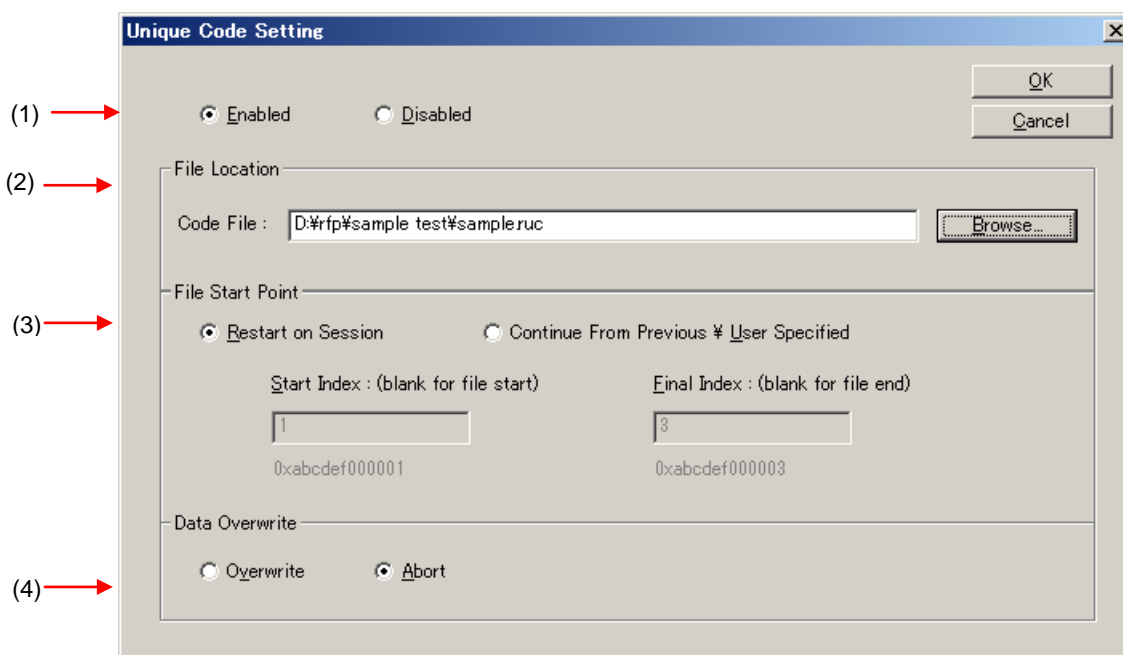 Unique Code Setting
OK
(1)
Enabled Disabled
Cancel
(2)
File Location
Code File : D:¥rfp¥sample test¥sample.ruc Browse...
File Start Point
(3)
Restart on Session Continue From Previous ¥ User Specified
Start Index : (blank for file start) Final Index : (blank for file end)
1 3
0xabcdef000001 0xabcdef000003
Data Overwrite
(4)
Overwrite Abort